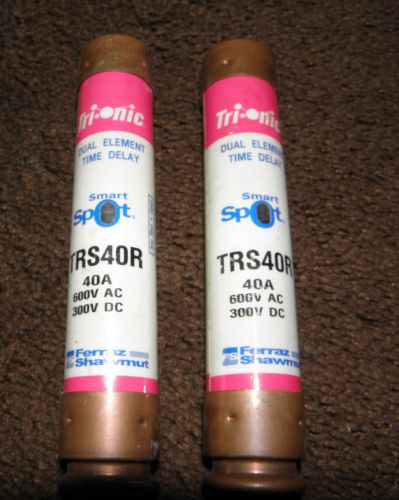 Tri-onic
DUAL ELEMENT
TIME DELAY
Smart
Spot
TRS40R
40A
600V AC
300V DC
Ferraz
Shawmut
Tri-onic
DUAL ELEMENT
TIME DELAY
Smart
Spot
TRS40R
40A
600V AC
300V DC
Ferraz
Shawmut